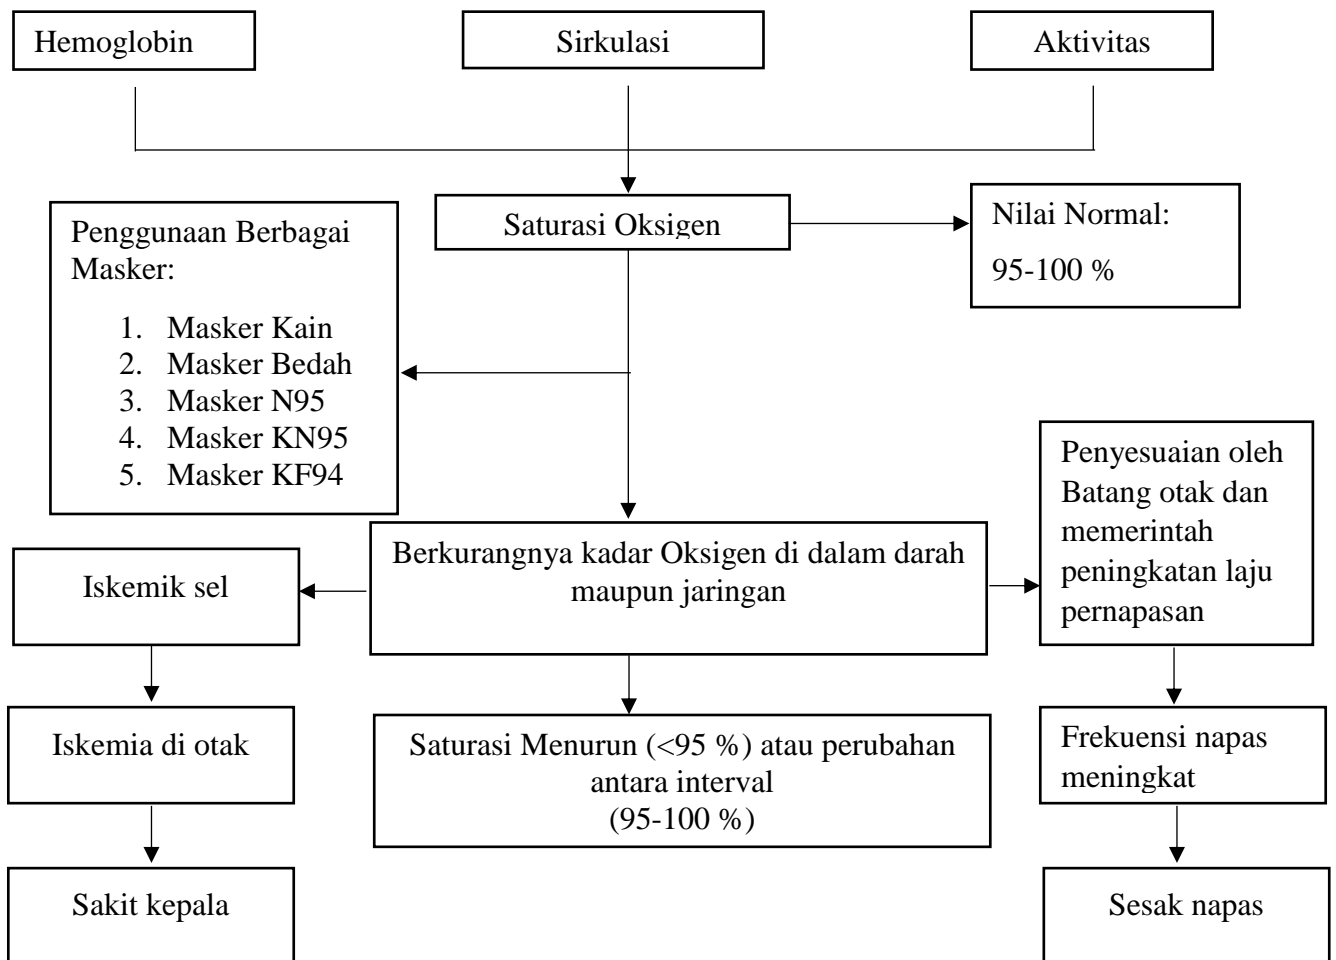 Hemoglobin
Sirkulasi
Aktivitas
Saturasi Oksigen
Nilai Normal:
95-100 %
Penggunaan Berbagai
Masker:
1. Masker Kain
2. Masker Bedah
3. Masker N95
4. Masker KN95
5. Masker KF94
Penyesuaian oleh
Batang otak dan
memerintah
peningkatan laju
pernapasan
Berkurangnya kadar Oksigen di dalam darah
maupun jaringan
Iskemik sel
Iskemia di otak
Saturasi Menurun (<95 %) atau perubahan
antara interval
(95-100 %)
Frekuensi napas
meningkat
Sakit kepala
Sesak napas